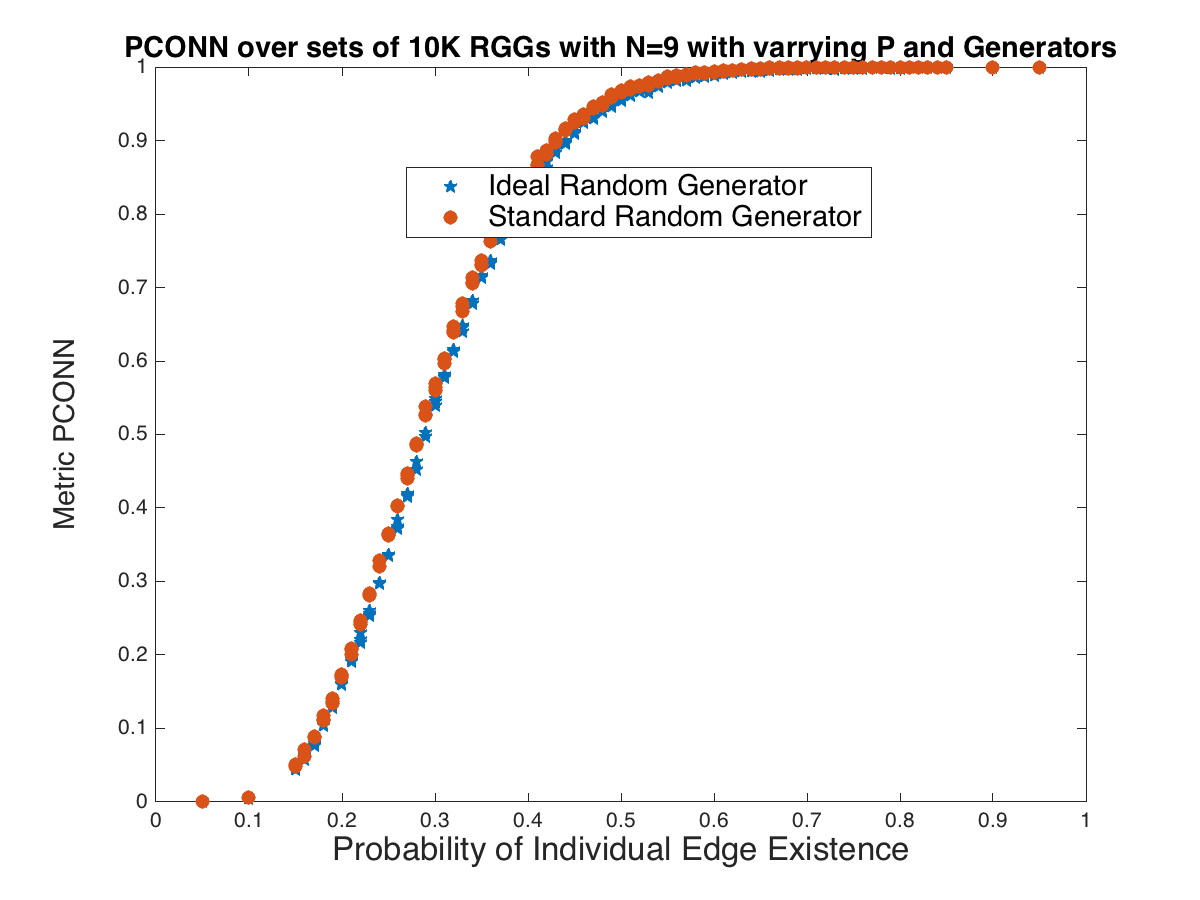 PCONN over sets of 10K RGGs with N=9 with varrying P and Generators
1
0.9
Ideal Random Generator
0.8
Standard Random Generator
0.7
0.6
Metric PCONN
0.5
0.4
0.3
0.2
0.1
0
0 0.1 0.2 0.3 0.4 0.5 0.6 0.7 0.8 0.9 1
Probability of Individual Edge Existence